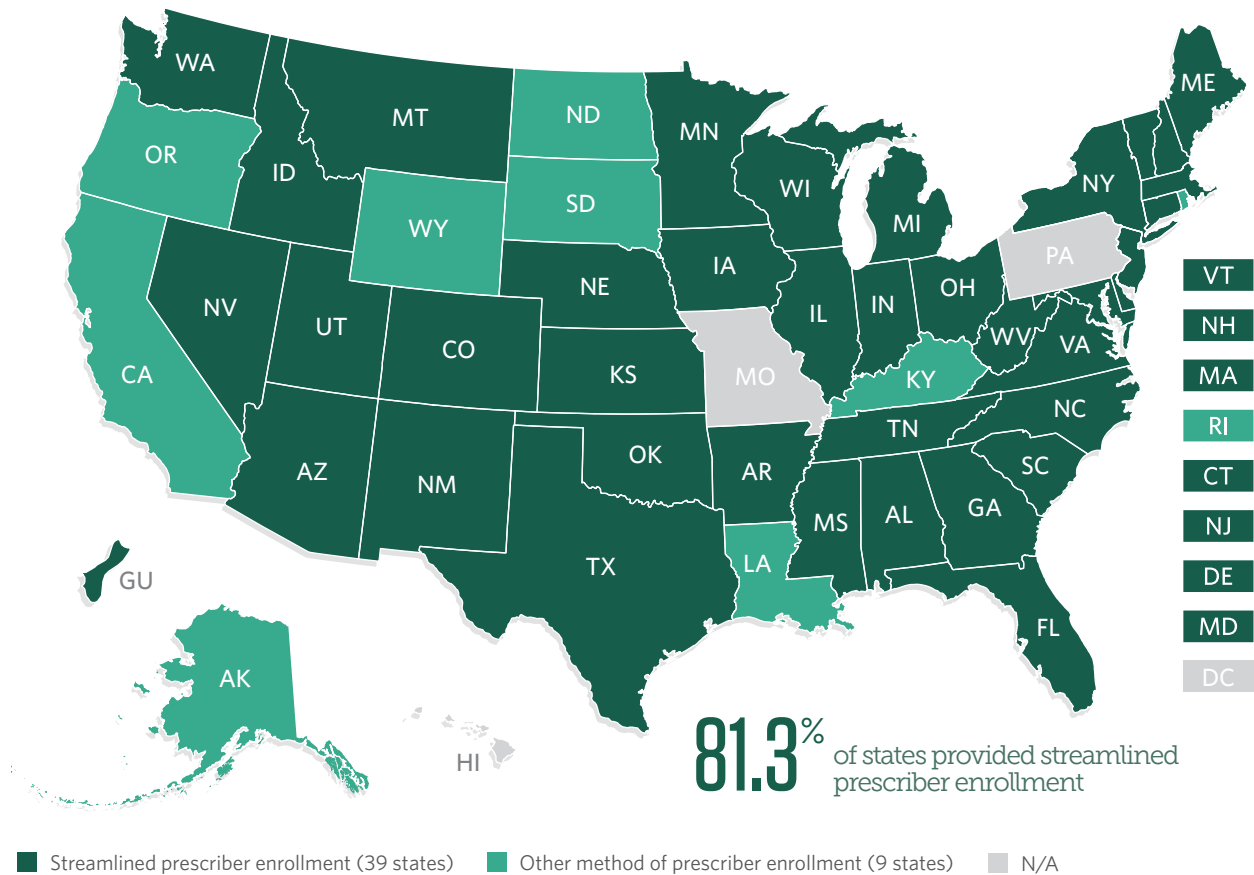 WA
ME
MT
ND
MN
OR
ID
WI
NY
SD
MI
WY
IA
PA
NE
OH
VT
NV
IL
IN
UT
NH
CO
WV
VA
CA
KS
MO
KY
MA
NC
RI
TN
OK
AZ
NM
AR
SC
CT
MS
AL
GA
NJ
LA
TX
GU
DE
FL
MD
AK
DC
HI
81.3% of states provided streamlined
prescriber enrollment
Streamlined prescriber enrollment (39 states) Other method of prescriber enrollment (9 states) N/A